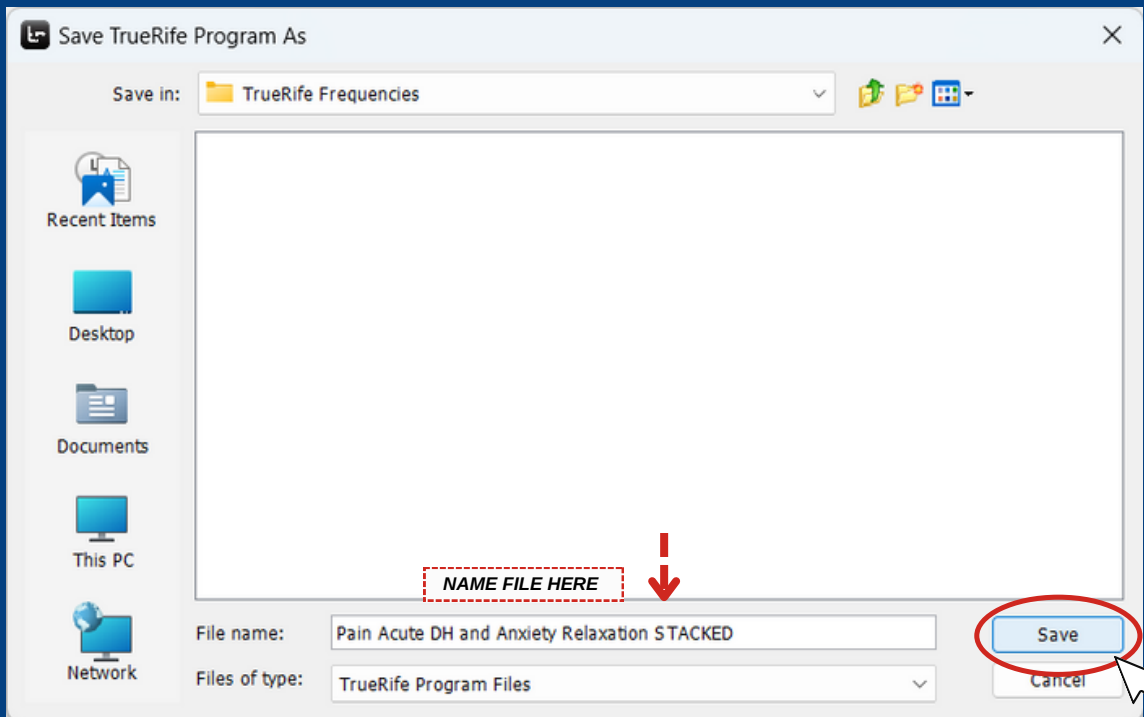 Save TrueRife Program As
Save in:
TrueRife Frequencies
Recent Items
Desktop
Documents
This PC
Network
NAME FILE HERE
File name:
Pain Acute DH and Anxiety Relaxation STACKED
Save
Files of type:
TrueRife Program Files
Cancel